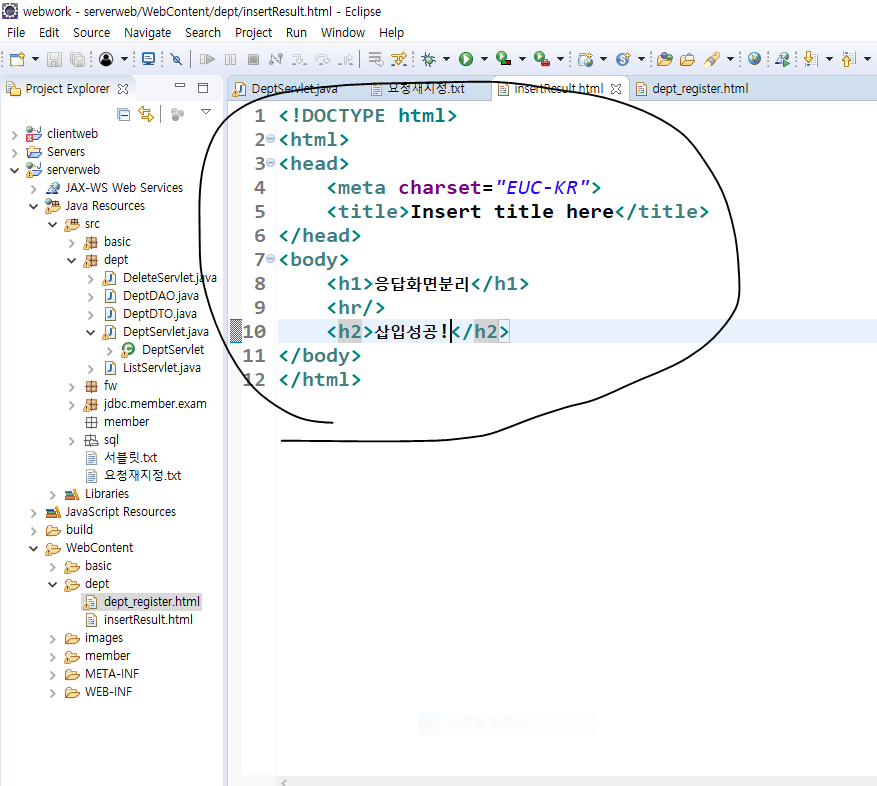 webwork - serverweb/WebContent/dept/insertResult.html - Eclipse
File Edit Source Navigate Search Project Run Window Help
Project Explorer
DeptServlet.java 요청재지정.txt insertResult.html dept_register.html
clientweb
Servers
serverweb
JAX-WS Web Services
Java Resources
src
basic
dept
DeleteServlet.java
DeptDAO.java
DeptDTO.java
DeptServlet.java
DeptServlet
ListServlet.java
fw
jdbc.member.exam
member
sql
서블릿.txt
요청재지정.txt
Libraries
JavaScript Resources
build
WebContent
basic
dept
dept_register.html
insertResult.html
images
member
META-INF
WEB-INF
1 <!DOCTYPE html>
2 <html>
3 <head>
4 <meta charset="EUC-KR">
5 <title>Insert title here</title>
6 </head>
7 <body>
8 <h1>응답화면분리</h1>
9 <hr/>
10 <h2>삽입성공!</h2>
11 </body>
12 </html>